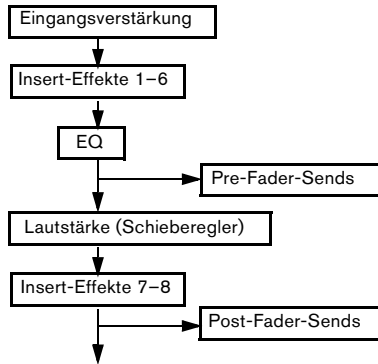 Eingangsverstärkung
Insert-Effekte 1–6
EQ
Pre-Fader-Sends
Lautstärke (Schieberegler)
Insert-Effekte 7–8
Post-Fader-Sends